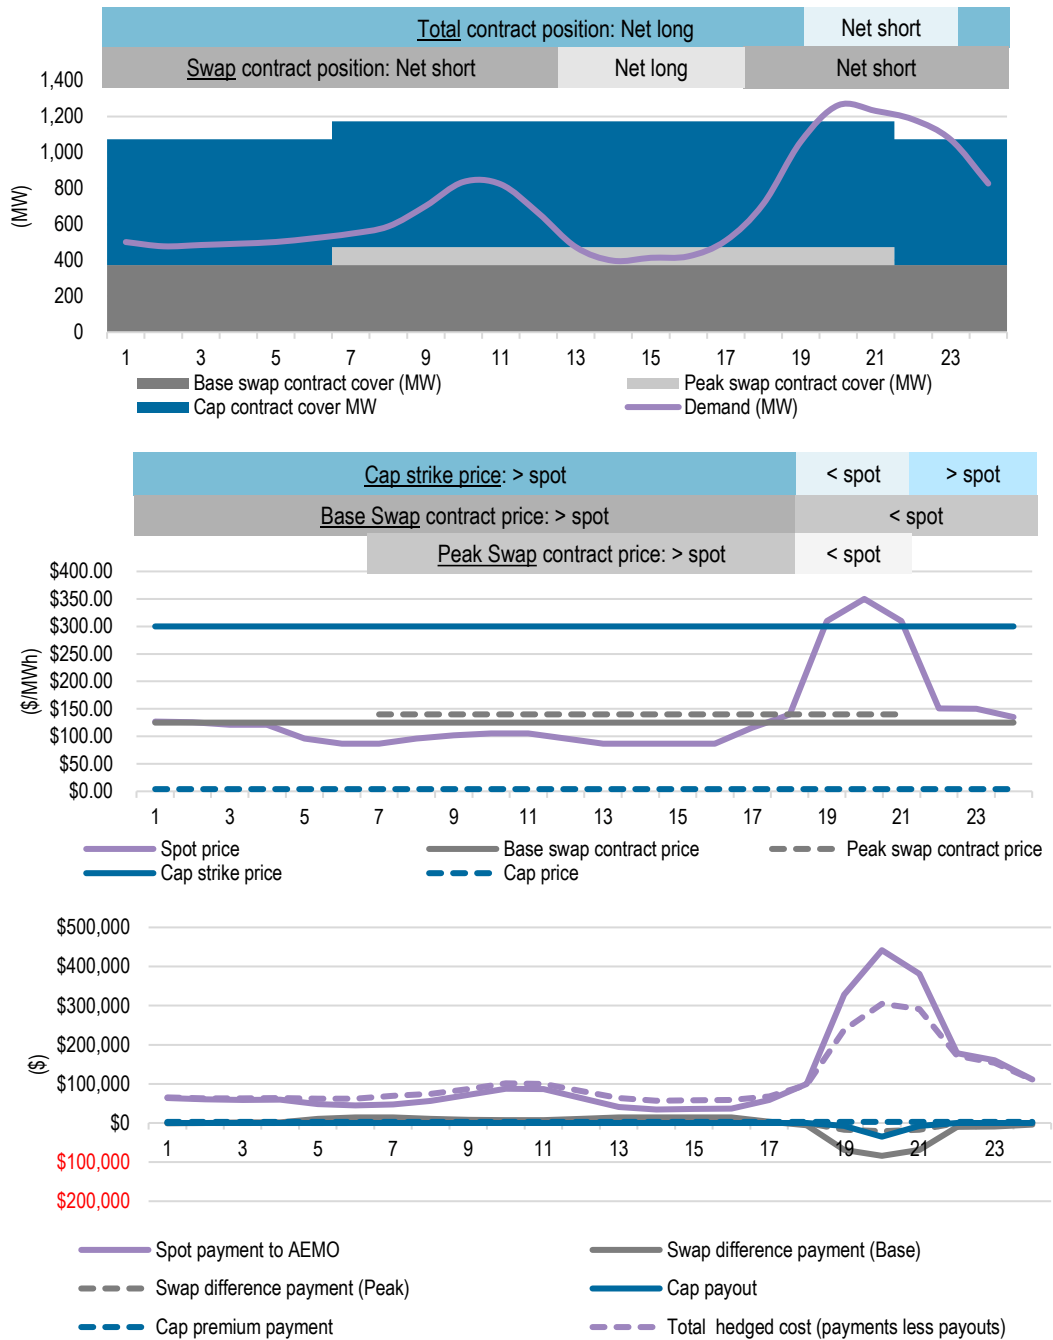 Total contract position: Net long
Net short
Swap contract position: Net short
Net long
Net short
1,400
1,200
1,000
800
600
400
200
0
(MW)
1 3 5 7 9 11 13 15 17 19 21 23
Base swap contract cover (MW)
Peak swap contract cover (MW)
Cap contract cover MW
Demand (MW)
Cap strike price: > spot
< spot
> spot
Base Swap contract price: > spot
< spot
Peak Swap contract price: > spot
< spot
$400.00
$350.00
$300.00
$250.00
$200.00
$150.00
$100.00
$50.00
$0.00
($/MWh)
1 3 5 7 9 11 13 15 17 19 21 23
Spot price
Base swap contract price
Peak swap contract price
Cap strike price
Cap price
$500,000
$400,000
$300,000
$200,000
$100,000
$0
$100,000
$200,000
($)
1 3 5 7 9 11 13 15 17 19 21 23
Spot payment to AEMO
Swap difference payment (Base)
Swap difference payment (Peak)
Cap payout
Cap premium payment
Total hedged cost (payments less payouts)